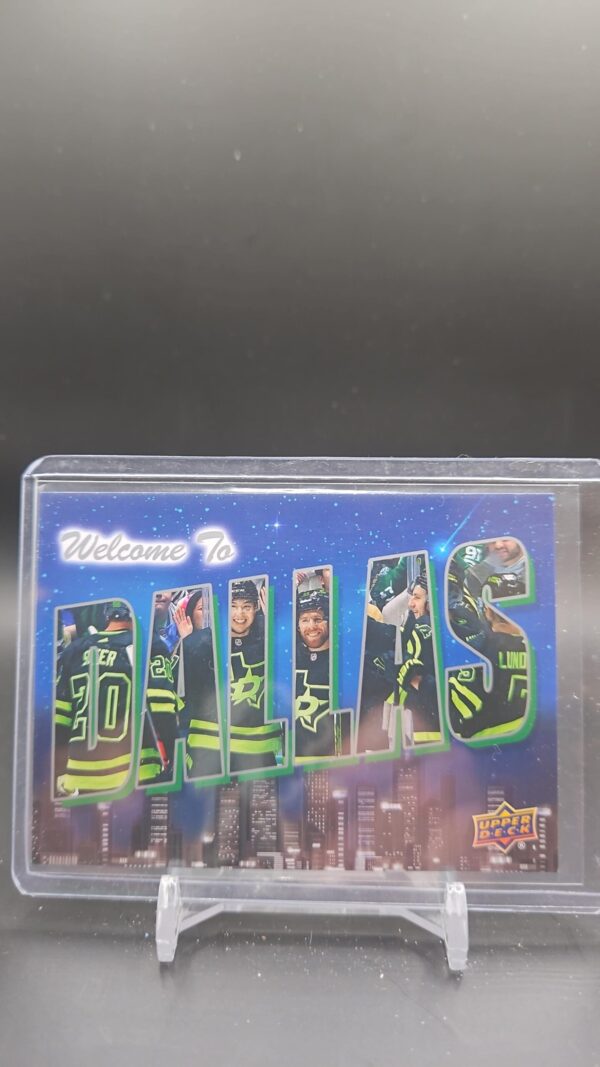 Welcome To
DALLAS
20
LUND
UPPER
DECK